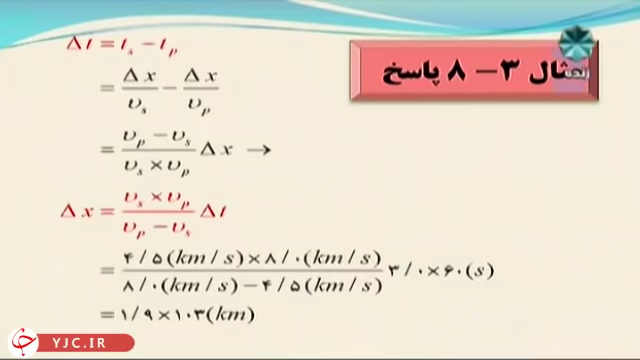 مثال ۳ – ۸ پاسخ
Δt = t_s − t_p
= Δx / υ_s − Δx / υ_p
= (υ_p − υ_s) / (υ_s × υ_p) Δx →
Δx = (υ_s × υ_p) / (υ_p − υ_s) Δt
= ۴/۵(km/s)×۸/۰(km/s) / ۸/۰(km/s)−۴/۵(km/s) ۳/۰×۶۰(s)
= ۱/۹×۱۰۳(km)
YJC.IR